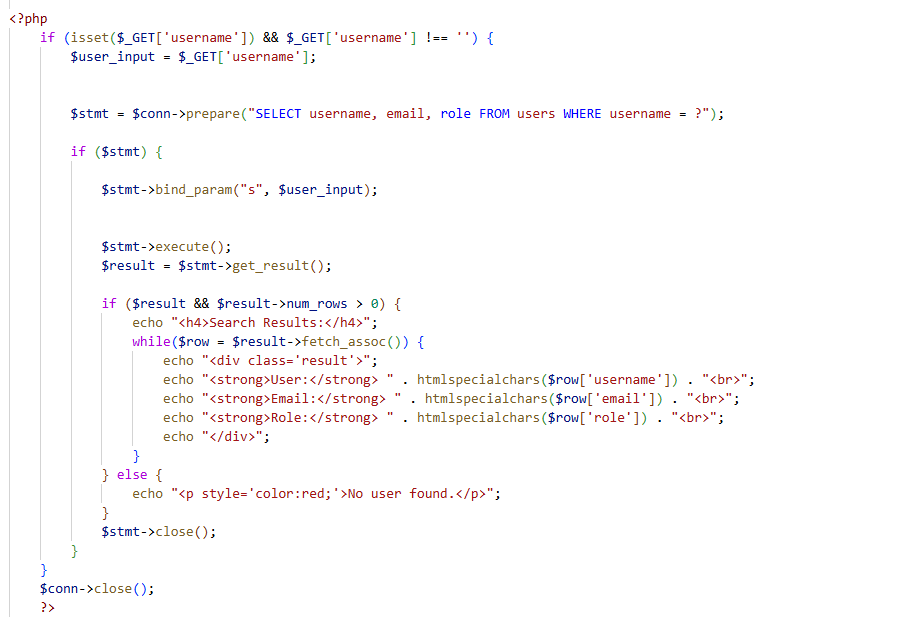 <?php
if (isset($_GET['username']) && $_GET['username'] !== '') {
$user_input = $_GET['username'];
$stmt = $conn->prepare("SELECT username, email, role FROM users WHERE username = ?");
if ($stmt) {
$stmt->bind_param("s", $user_input);
$stmt->execute();
$result = $stmt->get_result();
if ($result && $result->num_rows > 0) {
echo "<h4>Search Results:</h4>";
while($row = $result->fetch_assoc()) {
echo "<div class='result'>";
echo "<strong>User:</strong> " . htmlspecialchars($row['username']) . "<br>";
echo "<strong>Email:</strong> " . htmlspecialchars($row['email']) . "<br>";
echo "<strong>Role:</strong> " . htmlspecialchars($row['role']) . "<br>";
echo "</div>";
}
} else {
echo "<p style='color:red;'>No user found.</p>";
}
$stmt->close();
}
}
$conn->close();
?>